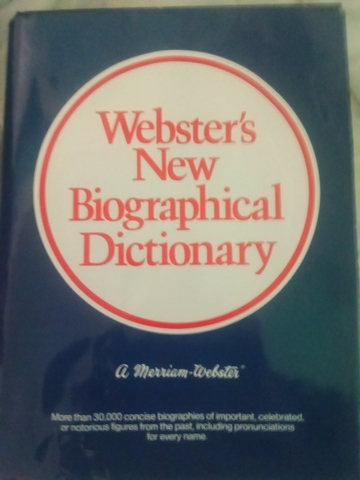 Webster's
New
Biographical
Dictionary
A Merriam-Webster®
More than 30,000 concise biographies of important, celebrated,
or notorious figures from the past, including pronunciations
for every name.